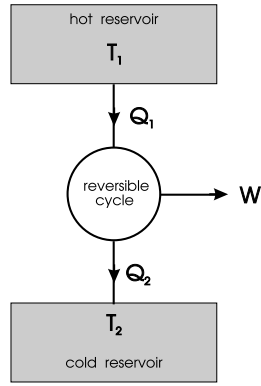 hot reservoir
T₁
Q₁
reversible
cycle
W
Q₂
T₂
cold reservoir